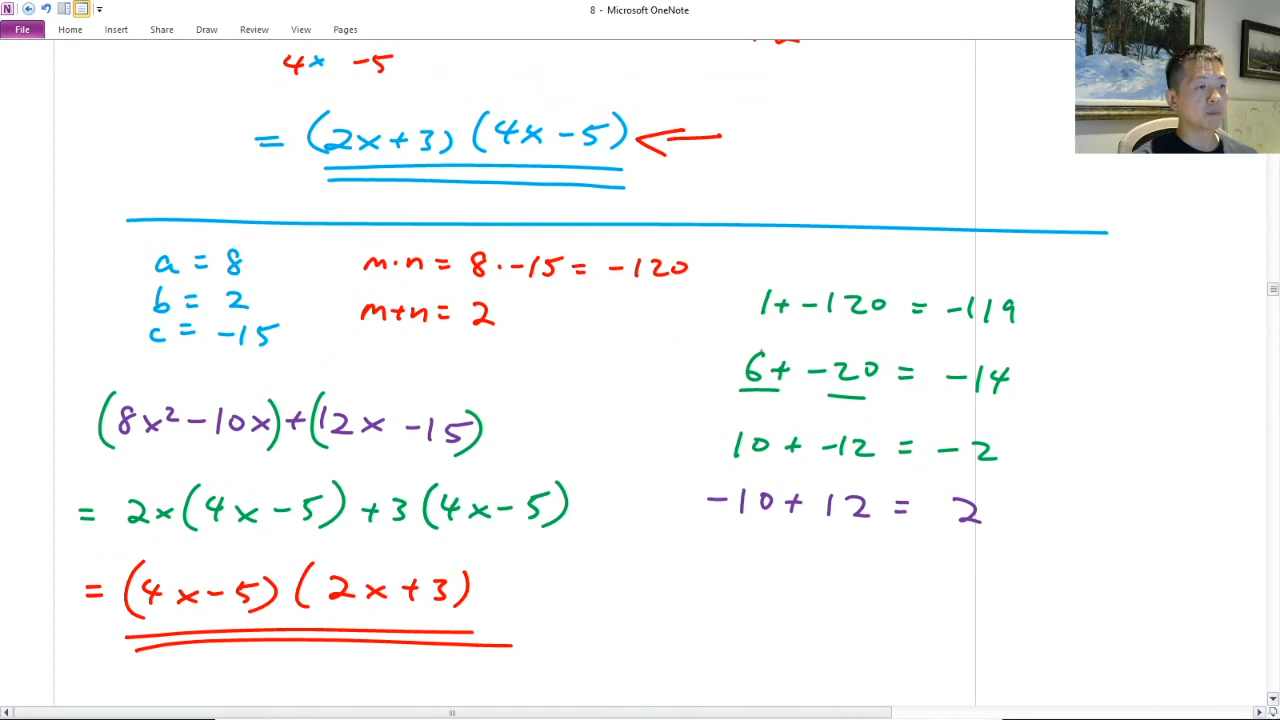 8 - Microsoft OneNote
File Home Insert Share Draw Review View Pages
4x -5
= (2x+3) (4x-5)
a = 8
b = 2
c = -15
m·n = 8·-15 = -120
m+n = 2
1+ -120 = -119
6+ -20 = -14
10 + -12 = -2
-10+ 12 = 2
(8x²-10x)+(12x -15)
= 2x(4x-5)+3(4x-5)
= (4x-5)(2x+3)